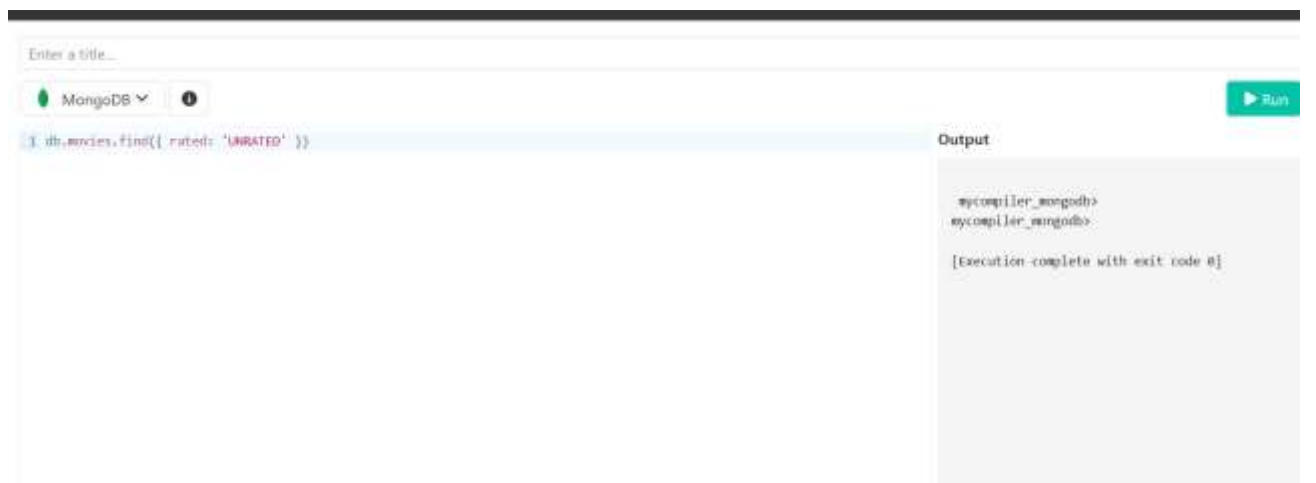 Enter a title...
MongoDB
Run
1 db.movies.find({ rated: 'UNRATED' })
Output
mycompiler_mongodb>
mycompiler_mongodb>
[Execution complete with exit code 0]